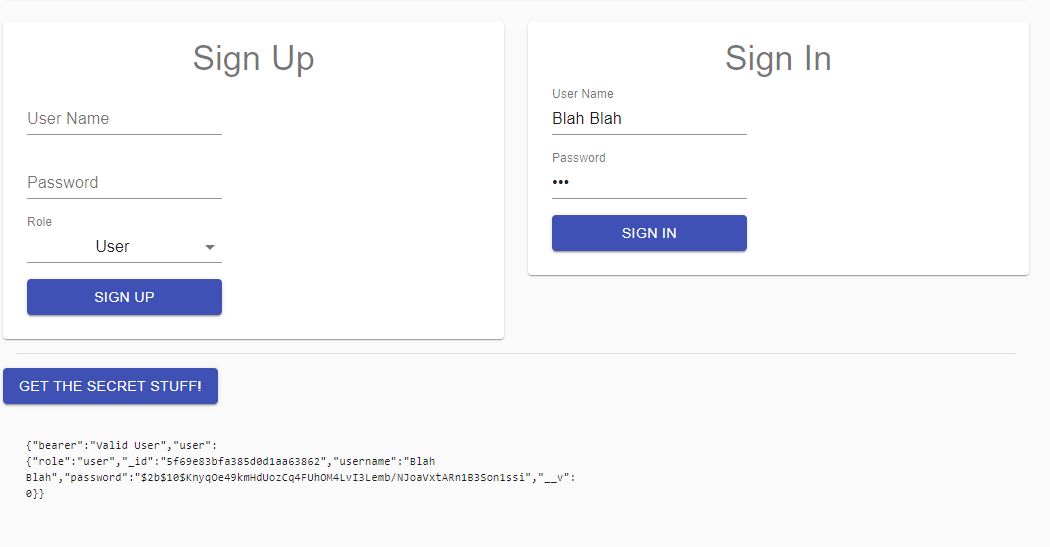 Sign Up
User Name
Password
Role
User
SIGN UP
Sign In
User Name
Blah Blah
Password
•••
SIGN IN
GET THE SECRET STUFF!
{"bearer":"Valid User","user":
{"role":"user","_id":"5f69e83bfa385d0d1aa63862","username":"Blah
Blah","password":"$2b$10$KnyqOe49kmHdUozCq4FUhOM4LvI3Lemb/NJoaVxtARn1B3Son1ssi","__v":
0}}